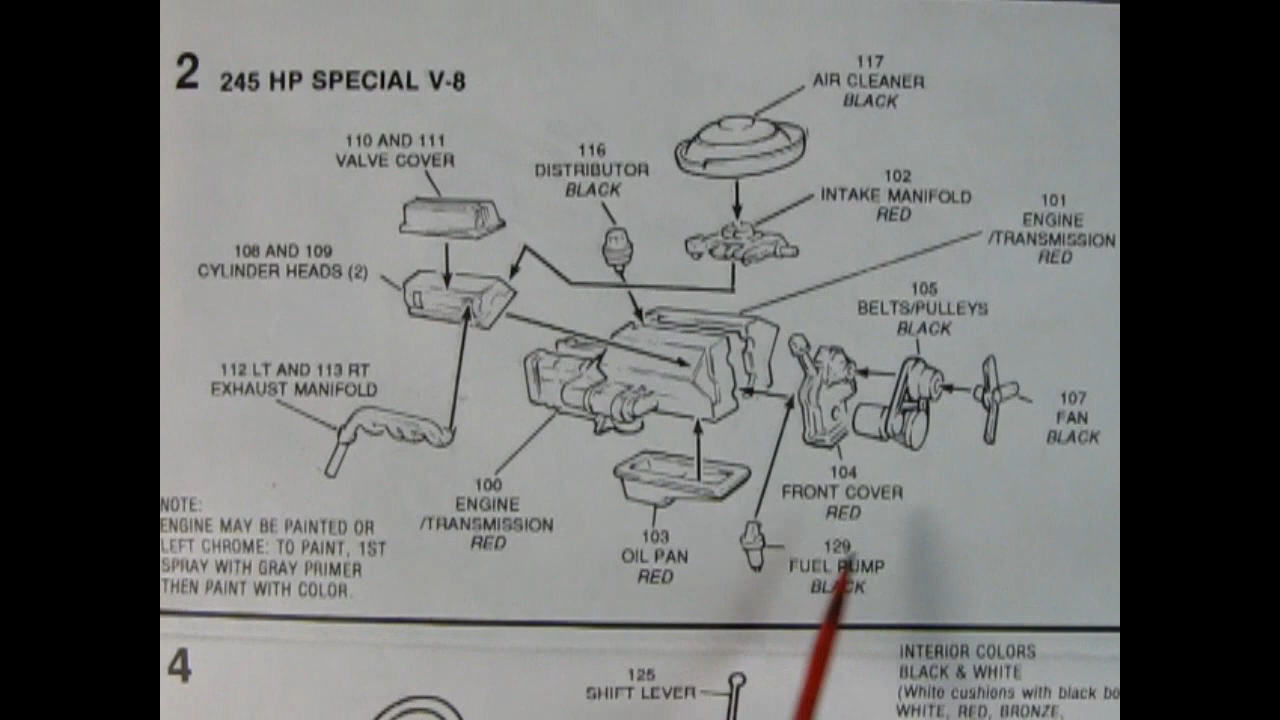 2 245 HP SPECIAL V-8
117
AIR CLEANER
BLACK
110 AND 111
VALVE COVER
116
DISTRIBUTOR
BLACK
102
INTAKE MANIFOLD
RED
101
ENGINE
/TRANSMISSION
RED
108 AND 109
CYLINDER HEADS (2)
105
BELTS/PULLEYS
BLACK
112 LT AND 113 RT
EXHAUST MANIFOLD
107
FAN
BLACK
104
FRONT COVER
RED
100
ENGINE
/TRANSMISSION
RED
103
OIL PAN
RED
129
FUEL PUMP
BLACK
NOTE:
ENGINE MAY BE PAINTED OR
LEFT CHROME: TO PAINT, 1ST
SPRAY WITH GRAY PRIMER
THEN PAINT WITH COLOR.
4
125
SHIFT LEVER
INTERIOR COLORS
BLACK & WHITE
(White cushions with black bo
WHITE, RED, BRONZE,